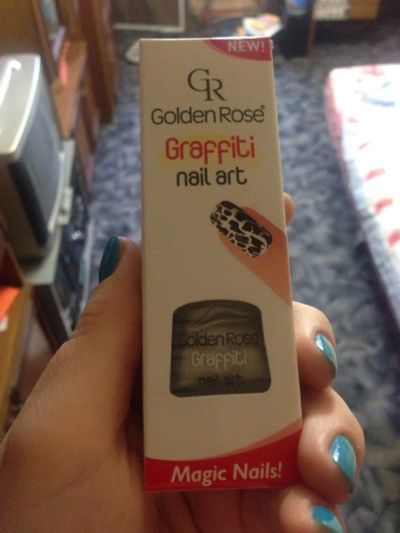 NEW!
GR
Golden Rose®
Graffiti
nail art
Golden Rose
Graffiti
nail art
Magic Nails!